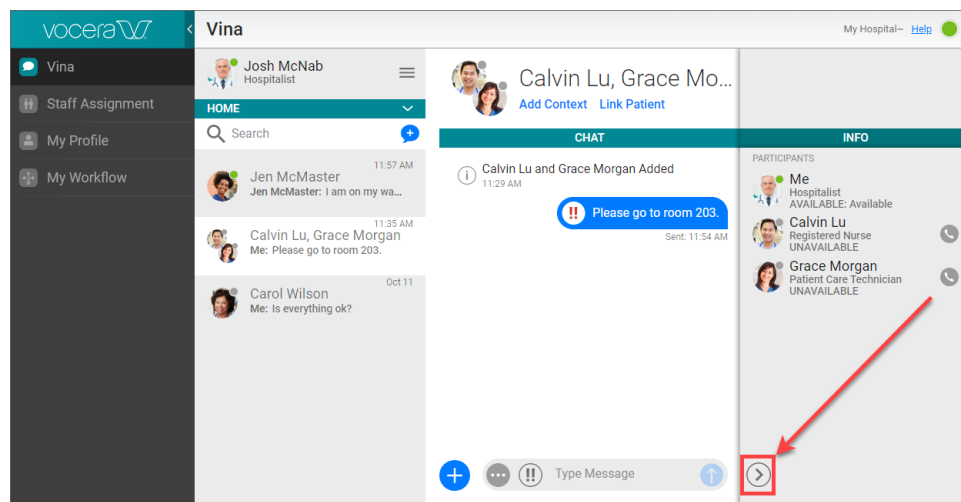 vocera
Vina
My Hospital~ Help
Vina
Staff Assignment
My Profile
My Workflow
Josh McNab
Hospitalist
HOME
Search
11:57 AM
Jen McMaster
Jen McMaster: I am on my wa...
11:35 AM
Calvin Lu, Grace Morgan
Me: Please go to room 203.
Oct 11
Carol Wilson
Me: Is everything ok?
Calvin Lu, Grace Mo...
Add Context Link Patient
CHAT
Calvin Lu and Grace Morgan Added
11:29 AM
!! Please go to room 203.
Sent: 11:54 AM
!! Type Message
INFO
PARTICIPANTS
Me
Hospitalist
AVAILABLE: Available
Calvin Lu
Registered Nurse
UNAVAILABLE
Grace Morgan
Patient Care Technician
UNAVAILABLE